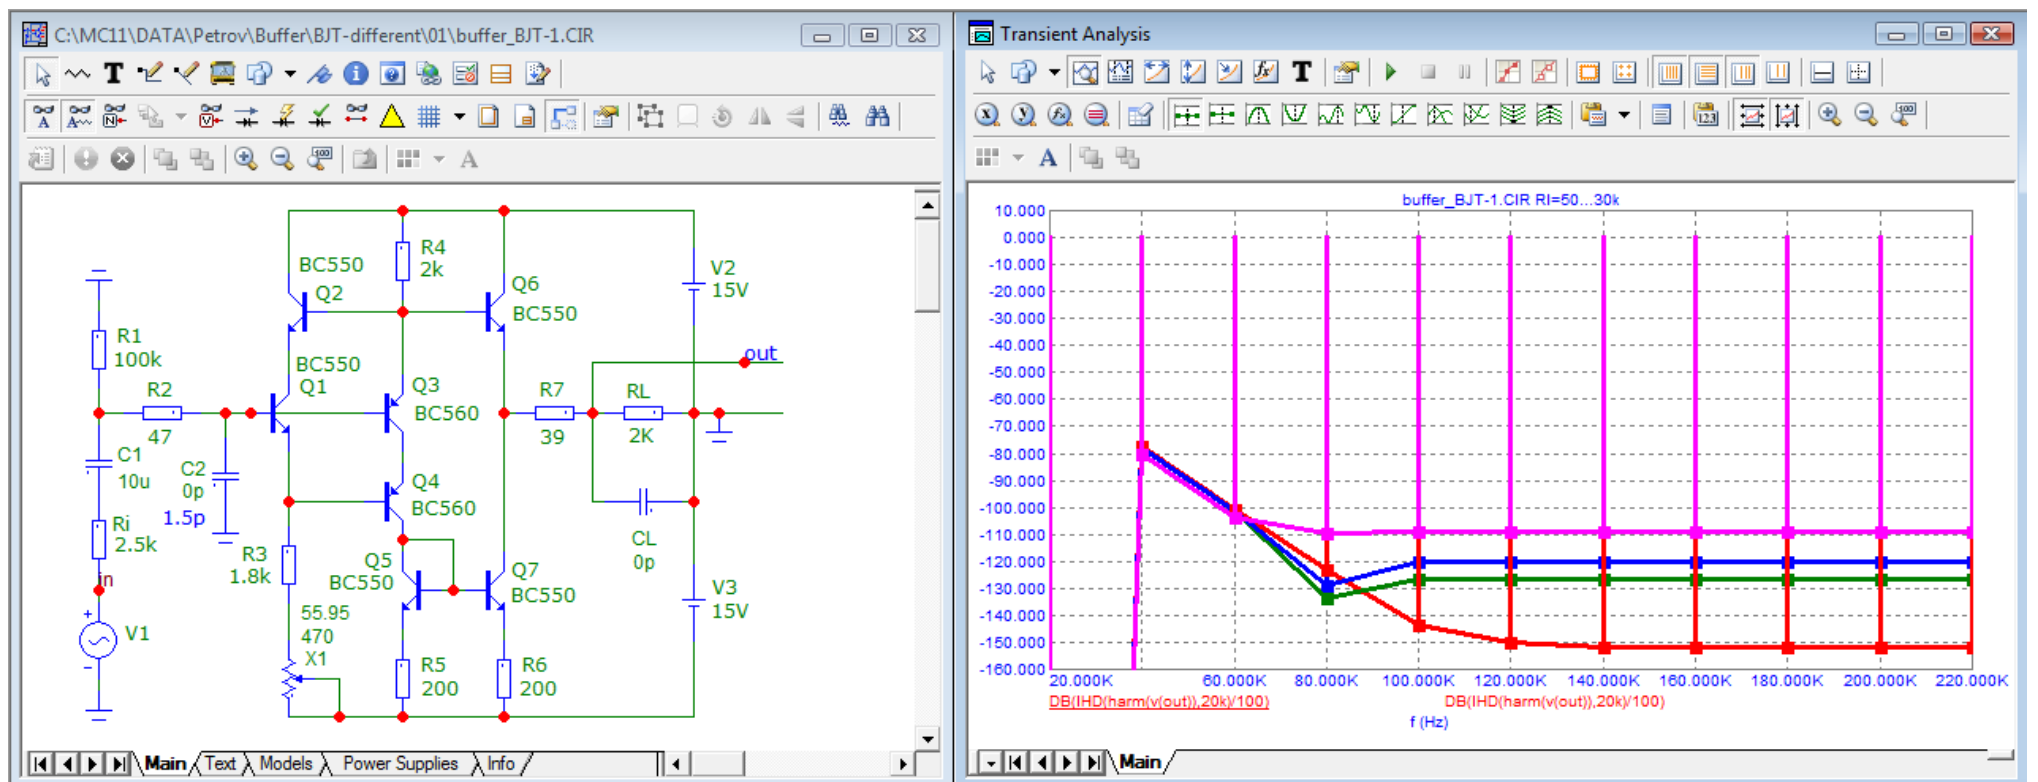 C:\MC11\DATA\Petrov\Buffer\BJT-different\01\buffer_BJT-1.CIR
R1
100k
R2
47
C1
10u
C2
0p
1.5p
Ri
2.5k
in
V1
BC550
Q2
BC550
Q1
R4
2k
Q6
BC550
V2
15V
out
Q3
BC560
R7
39
RL
2K
Q4
BC560
CL
0p
R3
1.8k
Q5
BC550
Q7
BC550
V3
15V
55.95
470
X1
R5
200
R6
200
Main
Text
Models
Power Supplies
Info
Transient Analysis
buffer_BJT-1.CIR RI=50...30k
10.000
0.000
-10.000
-20.000
-30.000
-40.000
-50.000
-60.000
-70.000
-80.000
-90.000
-100.000
-110.000
-120.000
-130.000
-140.000
-150.000
-160.000
20.000K 60.000K 80.000K 100.000K 120.000K 140.000K 160.000K 180.000K 200.000K 220.000K
DB(IHD(harm(v(out)),20k)/100) DB(IHD(harm(v(out)),20k)/100)
f (Hz)
Main